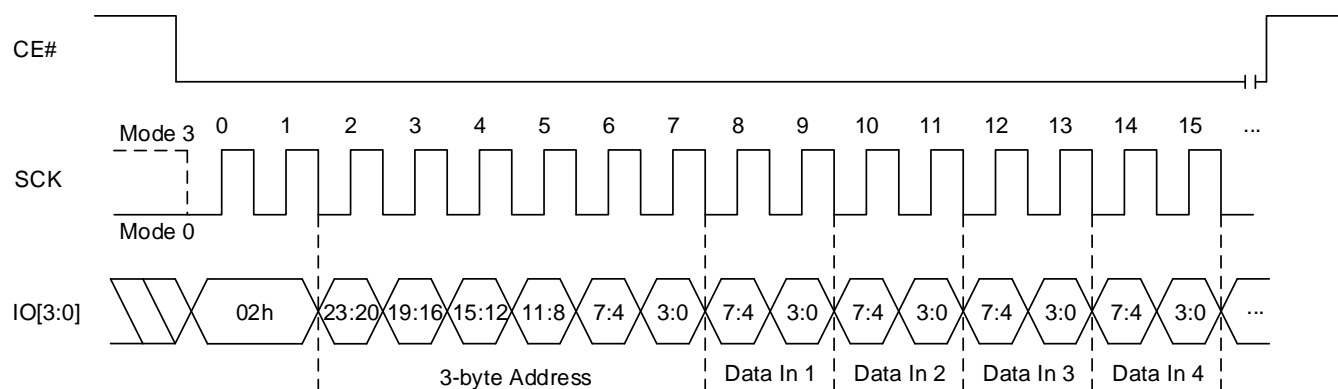 CE#
0 1 2 3 4 5 6 7 8 9 10 11 12 13 14 15 ...
Mode 3
SCK
Mode 0
IO[3:0] 02h 23:20 19:16 15:12 11:8 7:4 3:0 7:4 3:0 7:4 3:0 7:4 3:0 7:4 3:0 ...
3-byte Address Data In 1 Data In 2 Data In 3 Data In 4